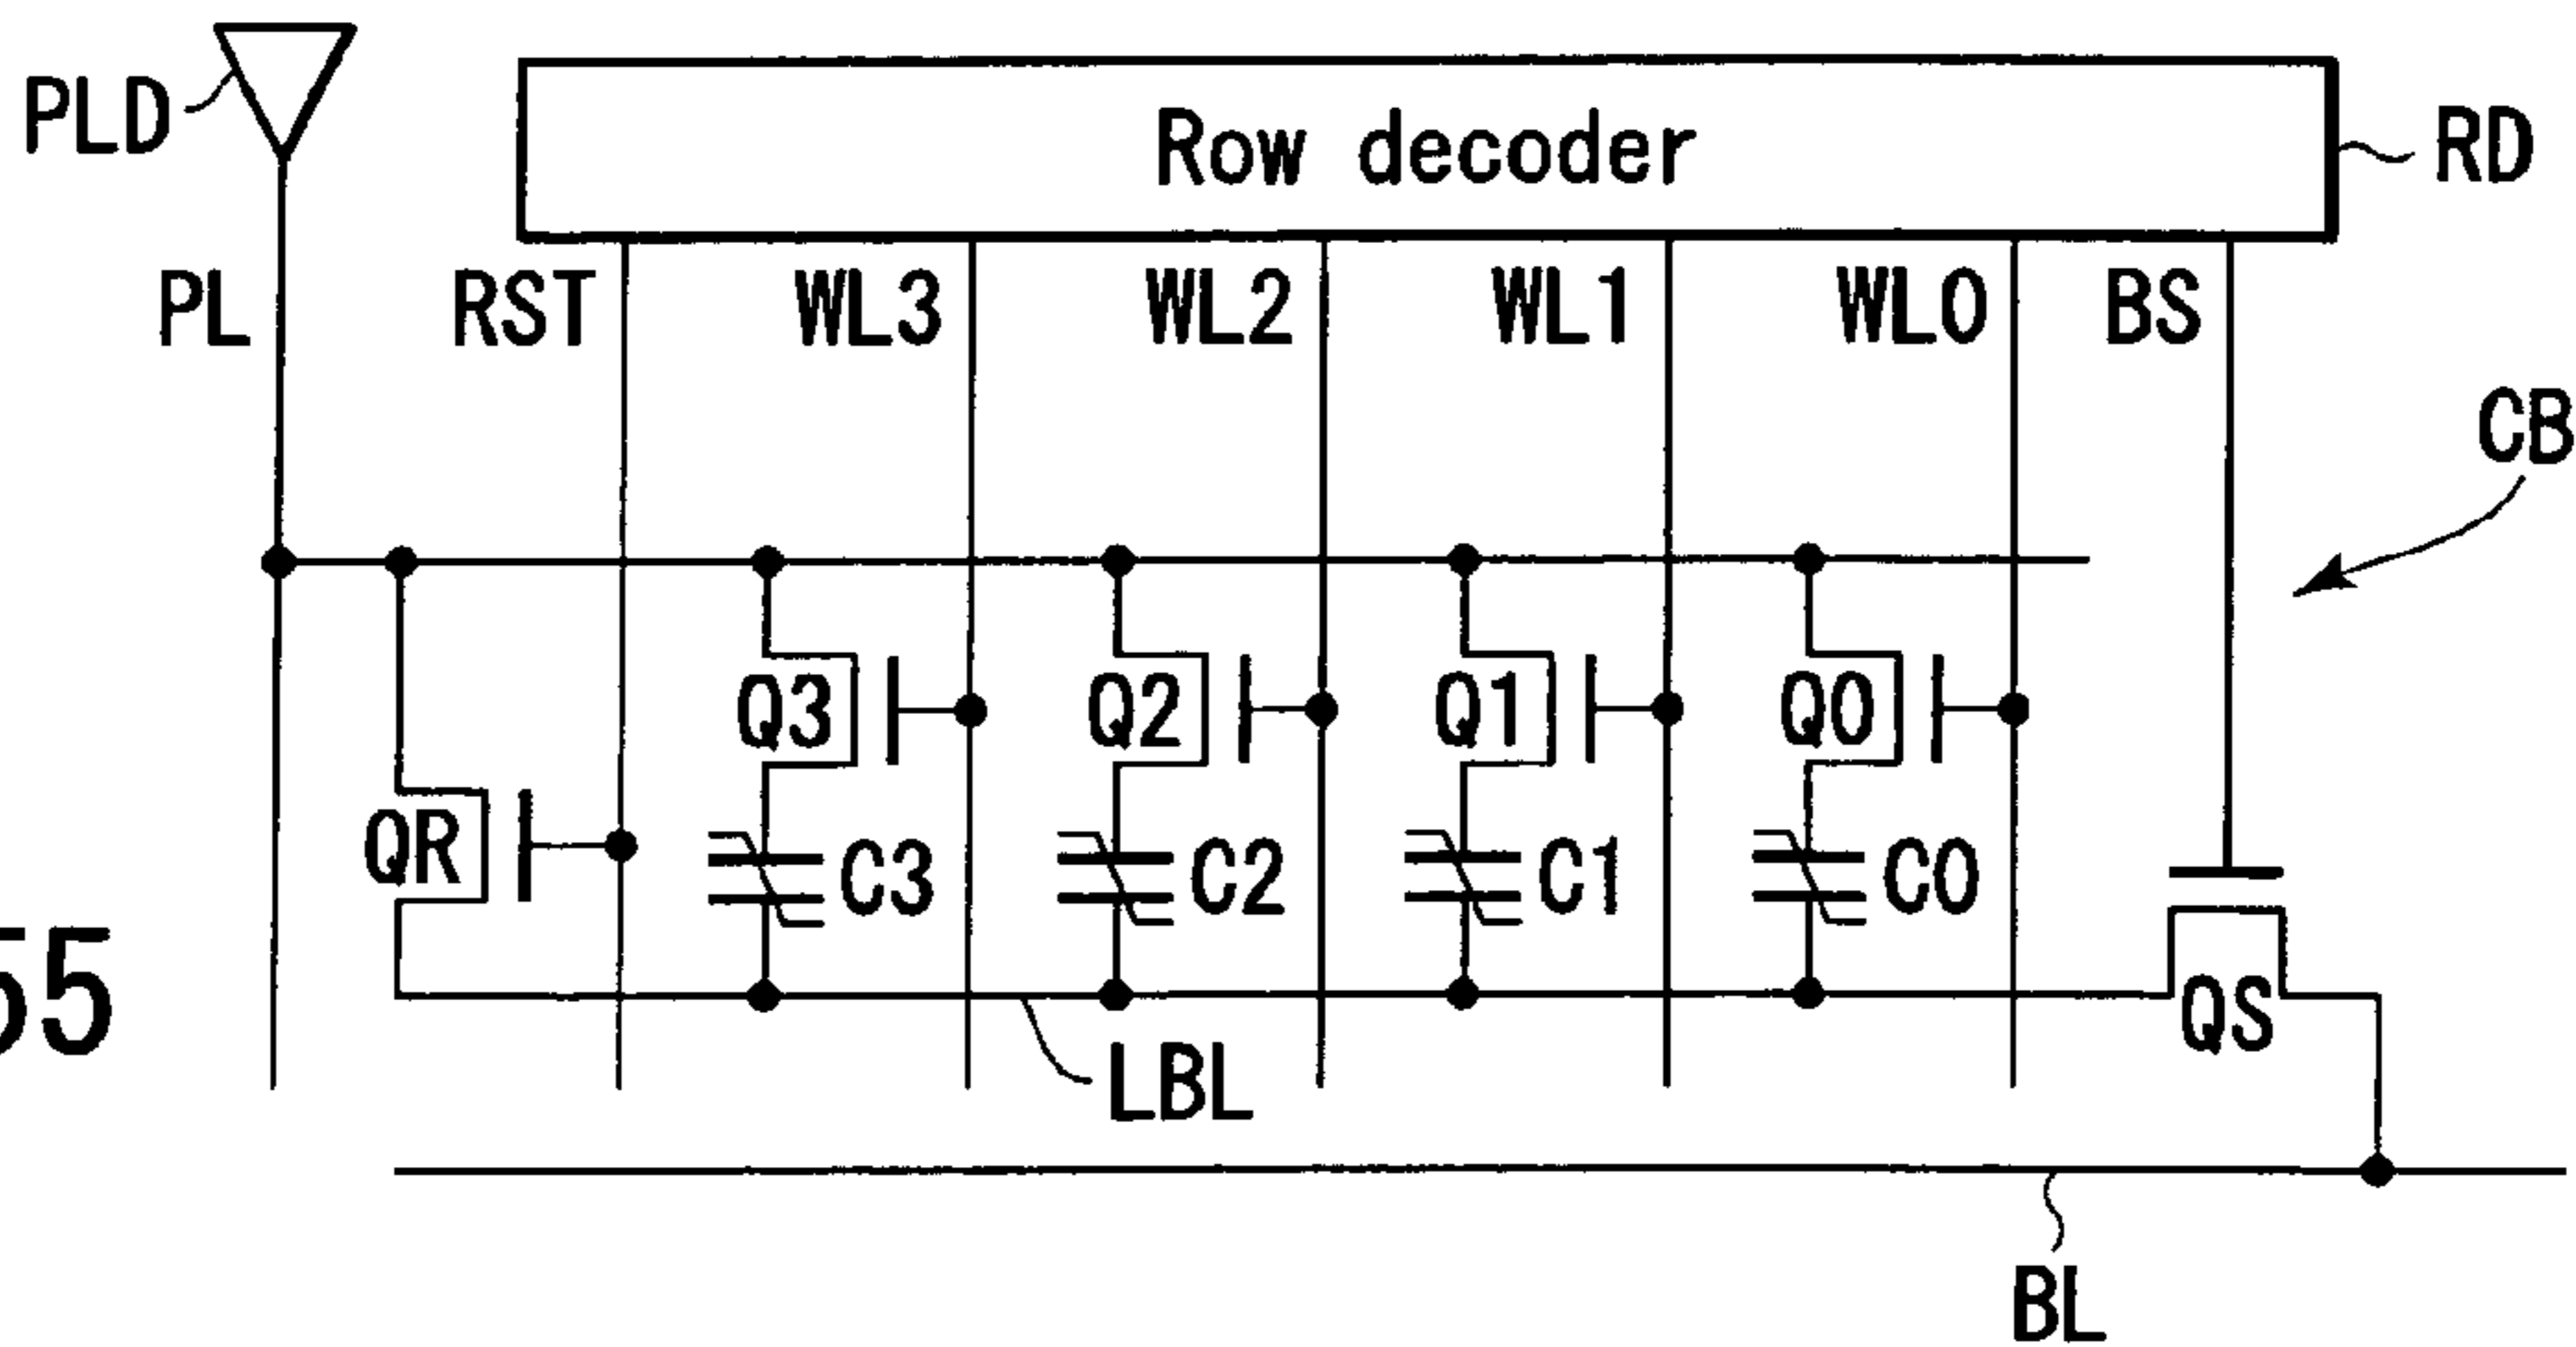 PLD
Row decoder
RD
PL
RST
WL3
WL2
WL1
WL0
BS
CB
Q3
Q2
Q1
Q0
QR
C3
C2
C1
C0
QS
55
LBL
BL